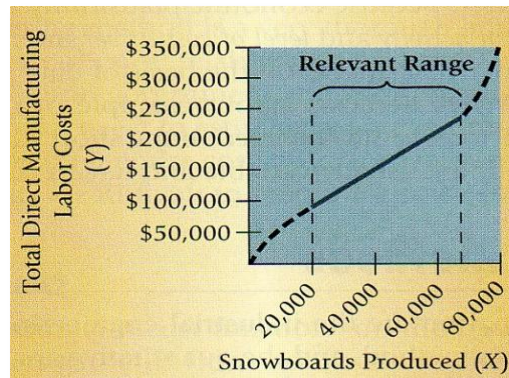 Total Direct Manufacturing
Labor Costs
(Y)
$350,000
$300,000
$250,000
$200,000
$150,000
$100,000
$50,000
Relevant Range
20,000
40,000
60,000
80,000
Snowboards Produced (X)